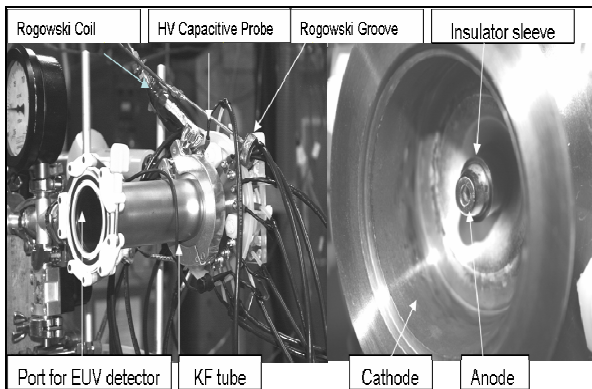 Rogowski Coil
HV Capacitive Probe
Rogowski Groove
Insulator sleeve
Port for EUV detector
KF tube
Cathode
Anode